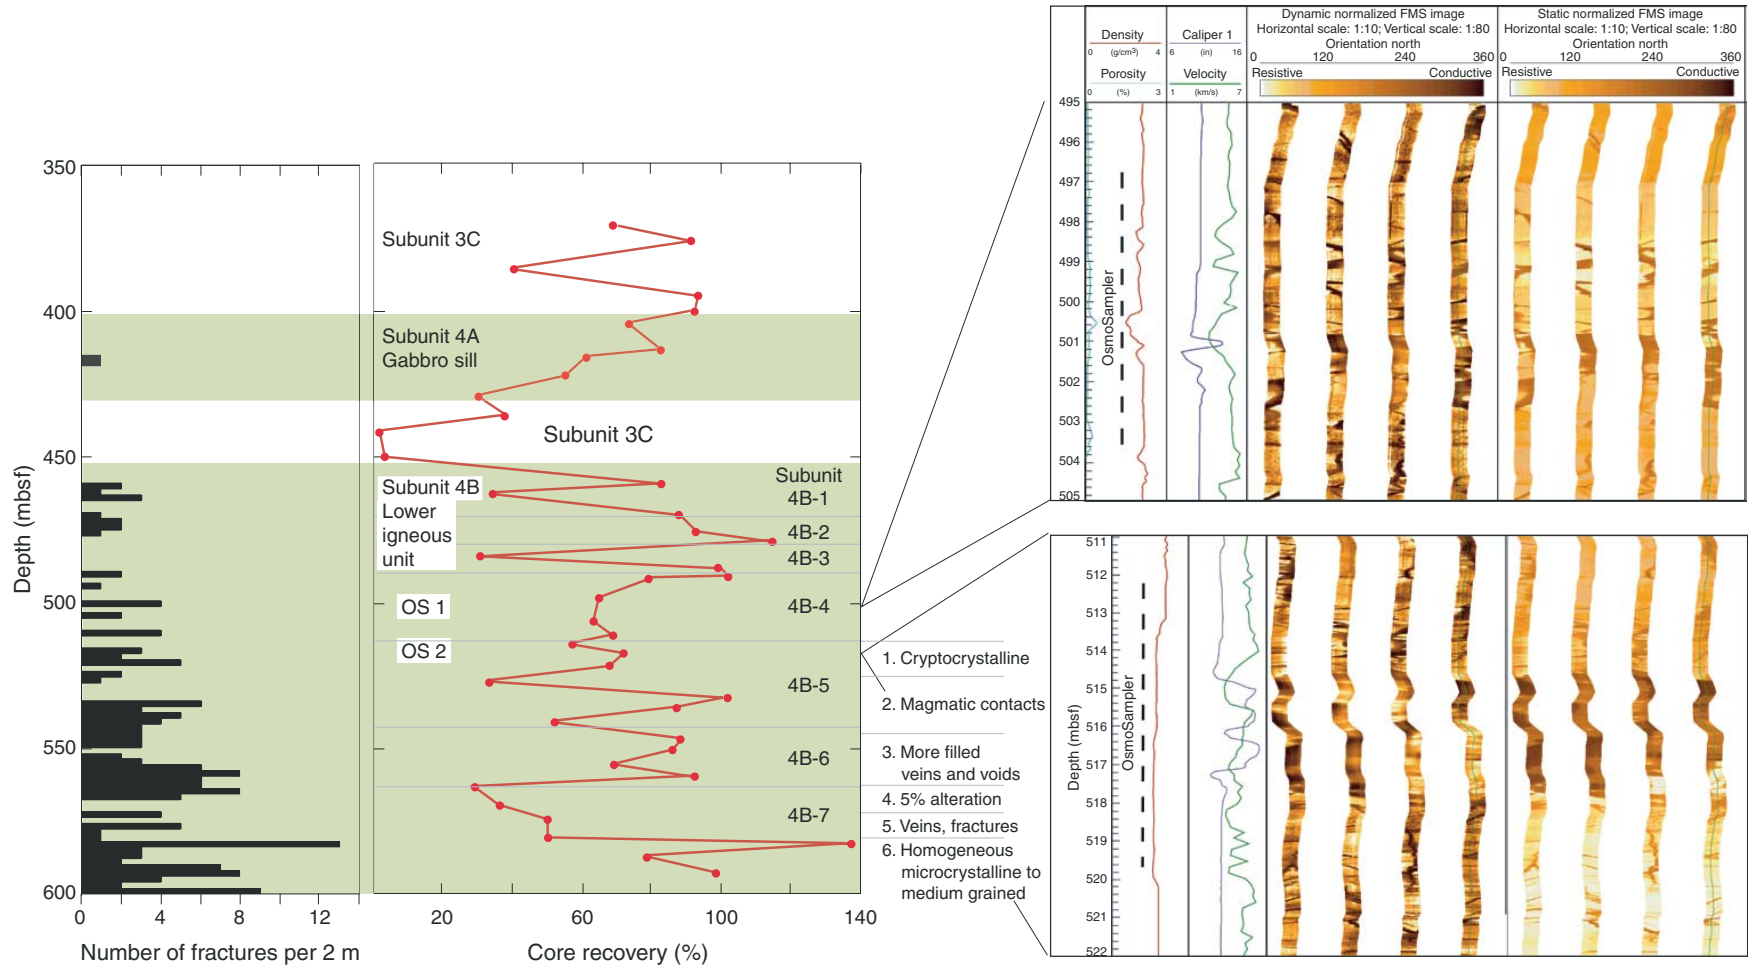 350
400
450
500
550
600
Depth (mbsf)
0
4
8
12
Number of fractures per 2 m
Subunit 3C
Subunit 4A
Gabbro sill
Subunit 3C
Subunit 4B
Lower
igneous
unit
OS 1
OS 2
Subunit
4B-1
4B-2
4B-3
4B-4
4B-5
4B-6
4B-7
20
60
100
140
Core recovery (%)
1. Cryptocrystalline
2. Magmatic contacts
3. More filled
veins and voids
4. 5% alteration
5. Veins, fractures
6. Homogeneous
microcrystalline to
medium grained
Density
0 (g/cm3) 4
Porosity
0 (%) 3
Caliper 1
6 (in) 16
Velocity
1 (km/s) 7
Dynamic normalized FMS image
Horizontal scale: 1:10; Vertical scale: 1:80
Orientation north
0 120 240 360
Resistive Conductive
Static normalized FMS image
Horizontal scale: 1:10; Vertical scale: 1:80
Orientation north
0 120 240 360
Resistive Conductive
495
496
497
498
499
500
501
502
503
504
505
OsmoSampler
511
512
513
514
515
516
517
518
519
520
521
522
Depth (mbsf)
OsmoSampler